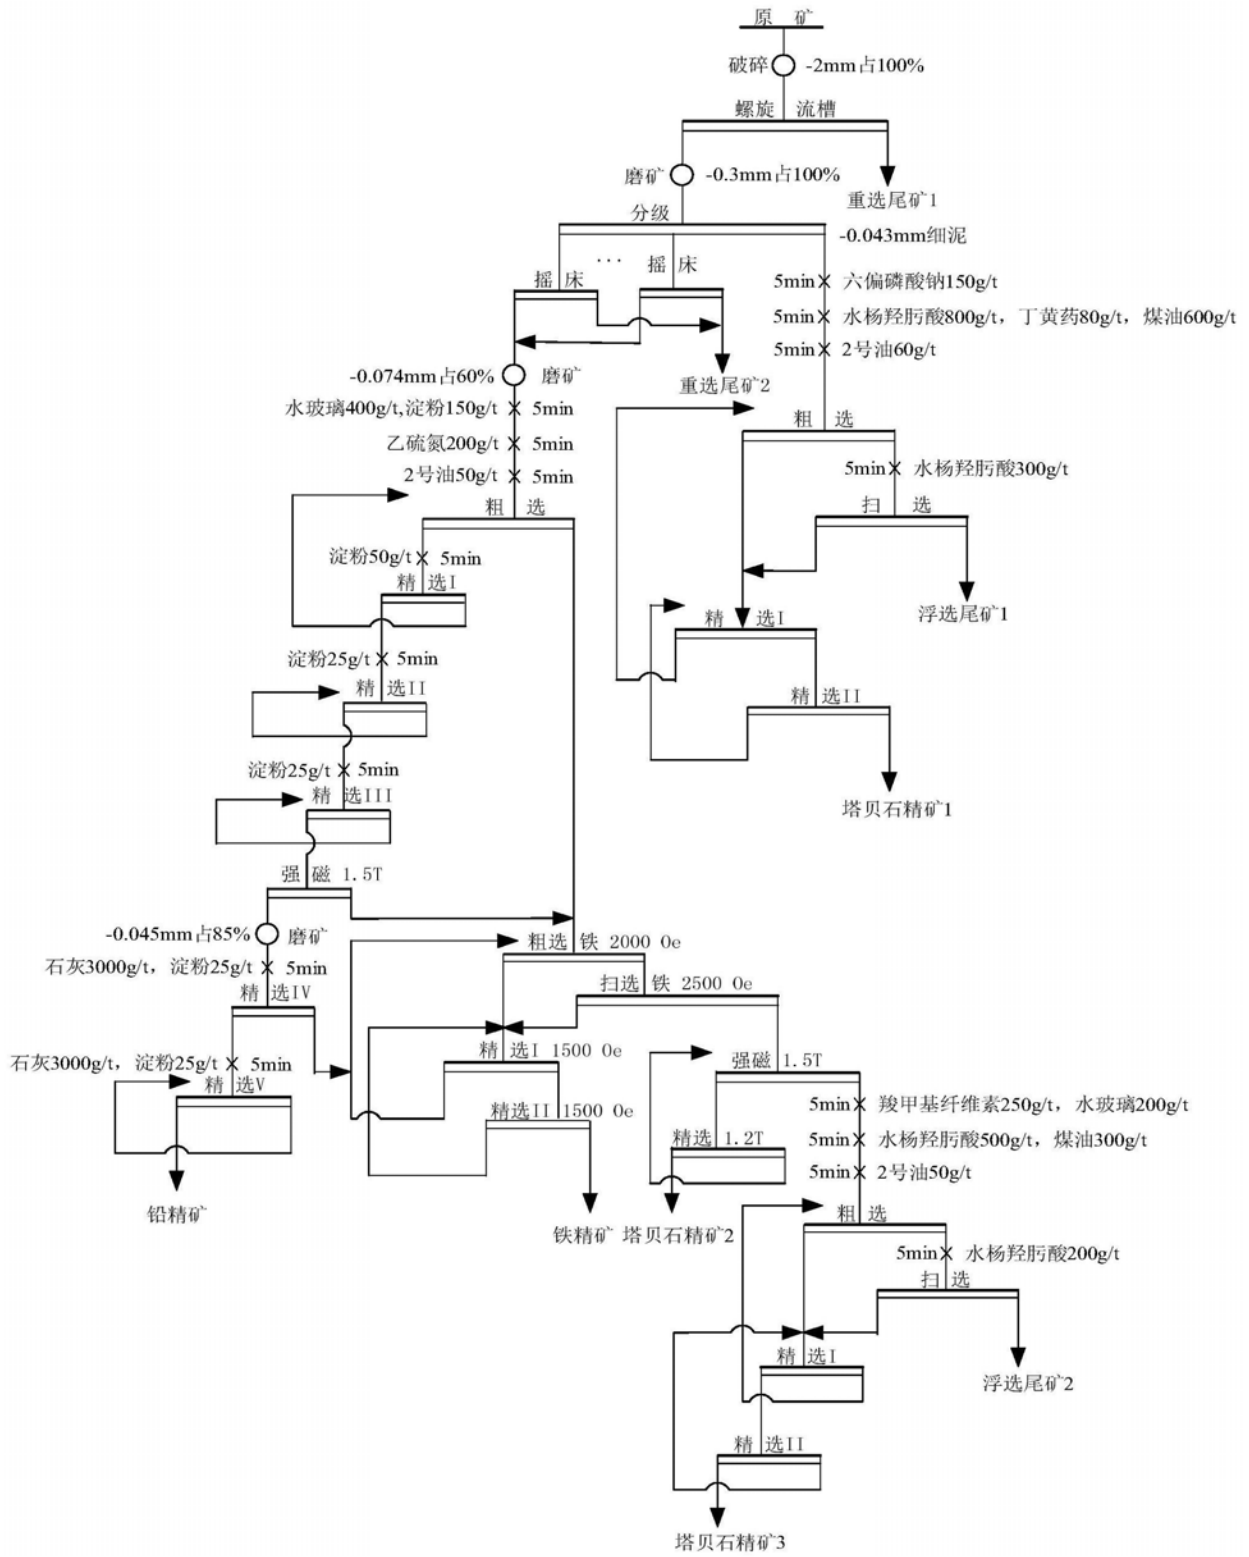 原 矿
破碎 -2mm占100%
螺旋 流槽
磨矿 -0.3mm占100%
重选尾矿1
分级
-0.043mm细泥
摇 床 ··· 摇 床
5min 六偏磷酸钠150g/t
5min 水杨羟肟酸800g/t，丁黄药80g/t，煤油600g/t
5min 2号油60g/t
-0.074mm占60% 磨矿
重选尾矿2
水玻璃400g/t,淀粉150g/t 5min
粗 选
乙硫氮200g/t 5min
5min 水杨羟肟酸300g/t
2号油50g/t 5min
粗 选
扫 选
淀粉50g/t 5min
精 选I
浮选尾矿1
精 选I
淀粉25g/t 5min
精 选II
精 选II
淀粉25g/t 5min
精 选III
塔贝石精矿1
强 磁 1.5T
-0.045mm占85% 磨矿
粗选 铁 2000 Oe
石灰3000g/t，淀粉25g/t 5min
扫选 铁 2500 Oe
精 选IV
精 选I 1500 Oe
石灰3000g/t，淀粉25g/t 5min
强磁 1.5T
精 选V
5min 羧甲基纤维素250g/t，水玻璃200g/t
精选II 1500 Oe
精选 1.2T
5min 水杨羟肟酸500g/t，煤油300g/t
5min 2号油50g/t
铅精矿
粗 选
铁精矿 塔贝石精矿2
5min 水杨羟肟酸200g/t
扫 选
精 选I
浮选尾矿2
精 选II
塔贝石精矿3